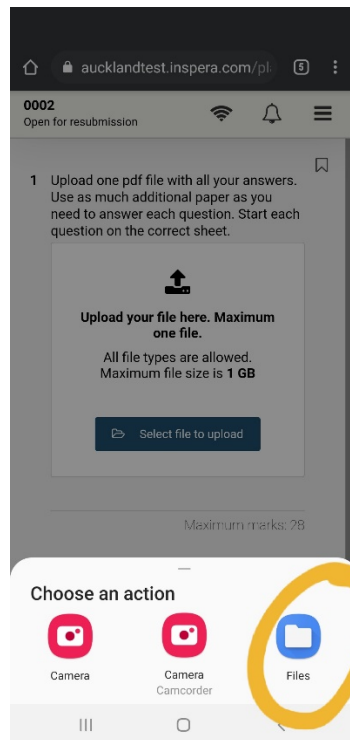 aucklandtest.inspera.com/pl
5
0002
Open for resubmission
1 Upload one pdf file with all your answers.
Use as much additional paper as you
need to answer each question. Start each
question on the correct sheet.
Upload your file here. Maximum
one file.
All file types are allowed.
Maximum file size is 1 GB
Select file to upload
Maximum marks: 28
Choose an action
Camera
Camera
Camcorder
Files